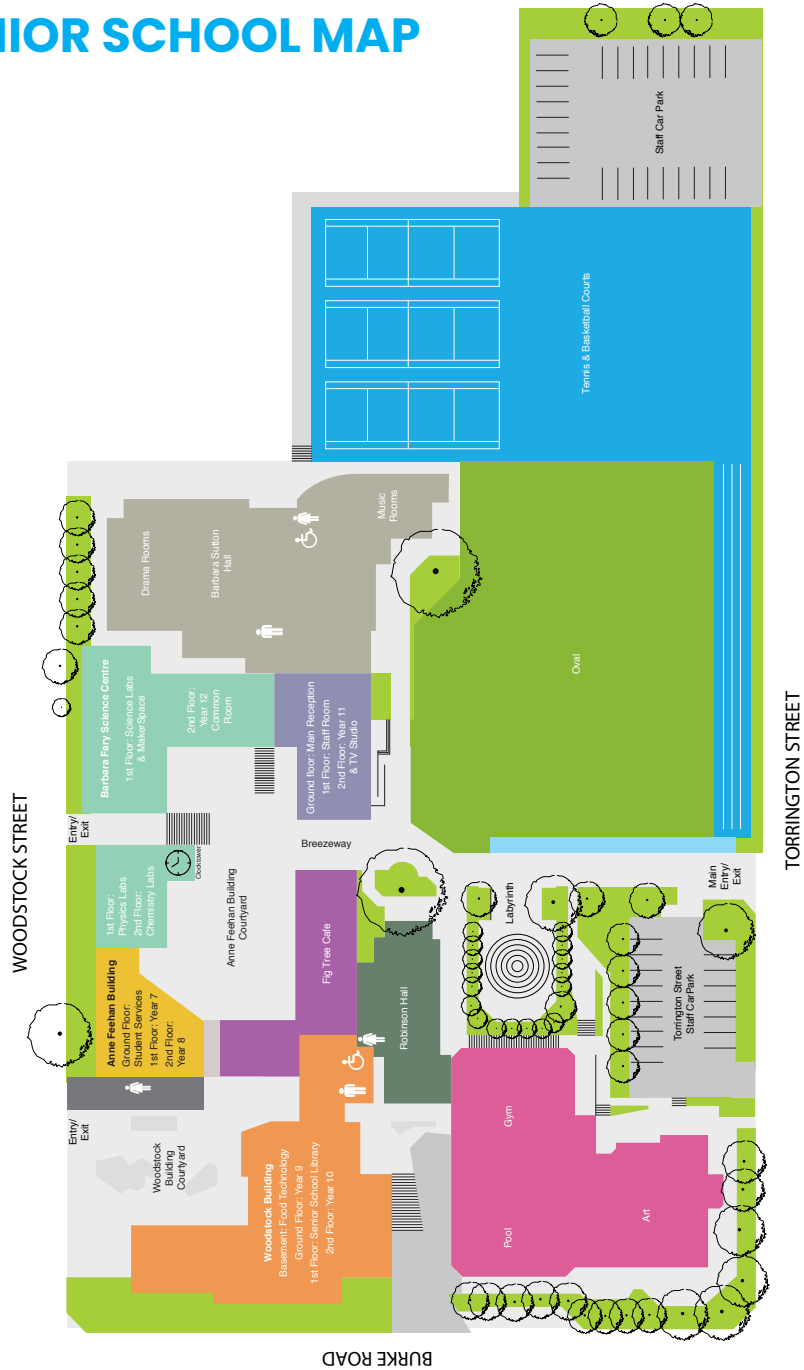 NIOR SCHOOL MAP
Staff Car Park
Tennis & Basketball Courts
Music
Rooms
Drama Rooms
Barbara Sutton
Hall
Oval
Barbara Fary Science Centre
1st Floor: Science Labs
& MakerSpace
2nd Floor:
Year 12
Common
Room
Ground floor: Main Reception
1st Floor: Staff Room
2nd Floor: Year 11
& TV Studio
WOODSTOCK STREET
TORRINGTON STREET
Entry/
Exit
Breezeway
Clocktower
1st Floor:
Physics Labs
2nd Floor:
Chemistry Labs
Anne Feehan Building
Courtyard
Fig Tree Cafe
Labyrinth
Main
Entry/
Exit
Anne Feehan Building
Ground Floor:
Student Services
1st Floor: Year 7
2nd Floor:
Year 8
Robinson Hall
Torrington Street
Staff CarPark
Entry/
Exit
Woodstock
Building
Courtyard
Gym
Woodstock Building
Basement: Food Technology
Ground Floor: Year 9
1st Floor: Senior School Library
2nd Floor: Year 10
Pool
Art
BURKE ROAD